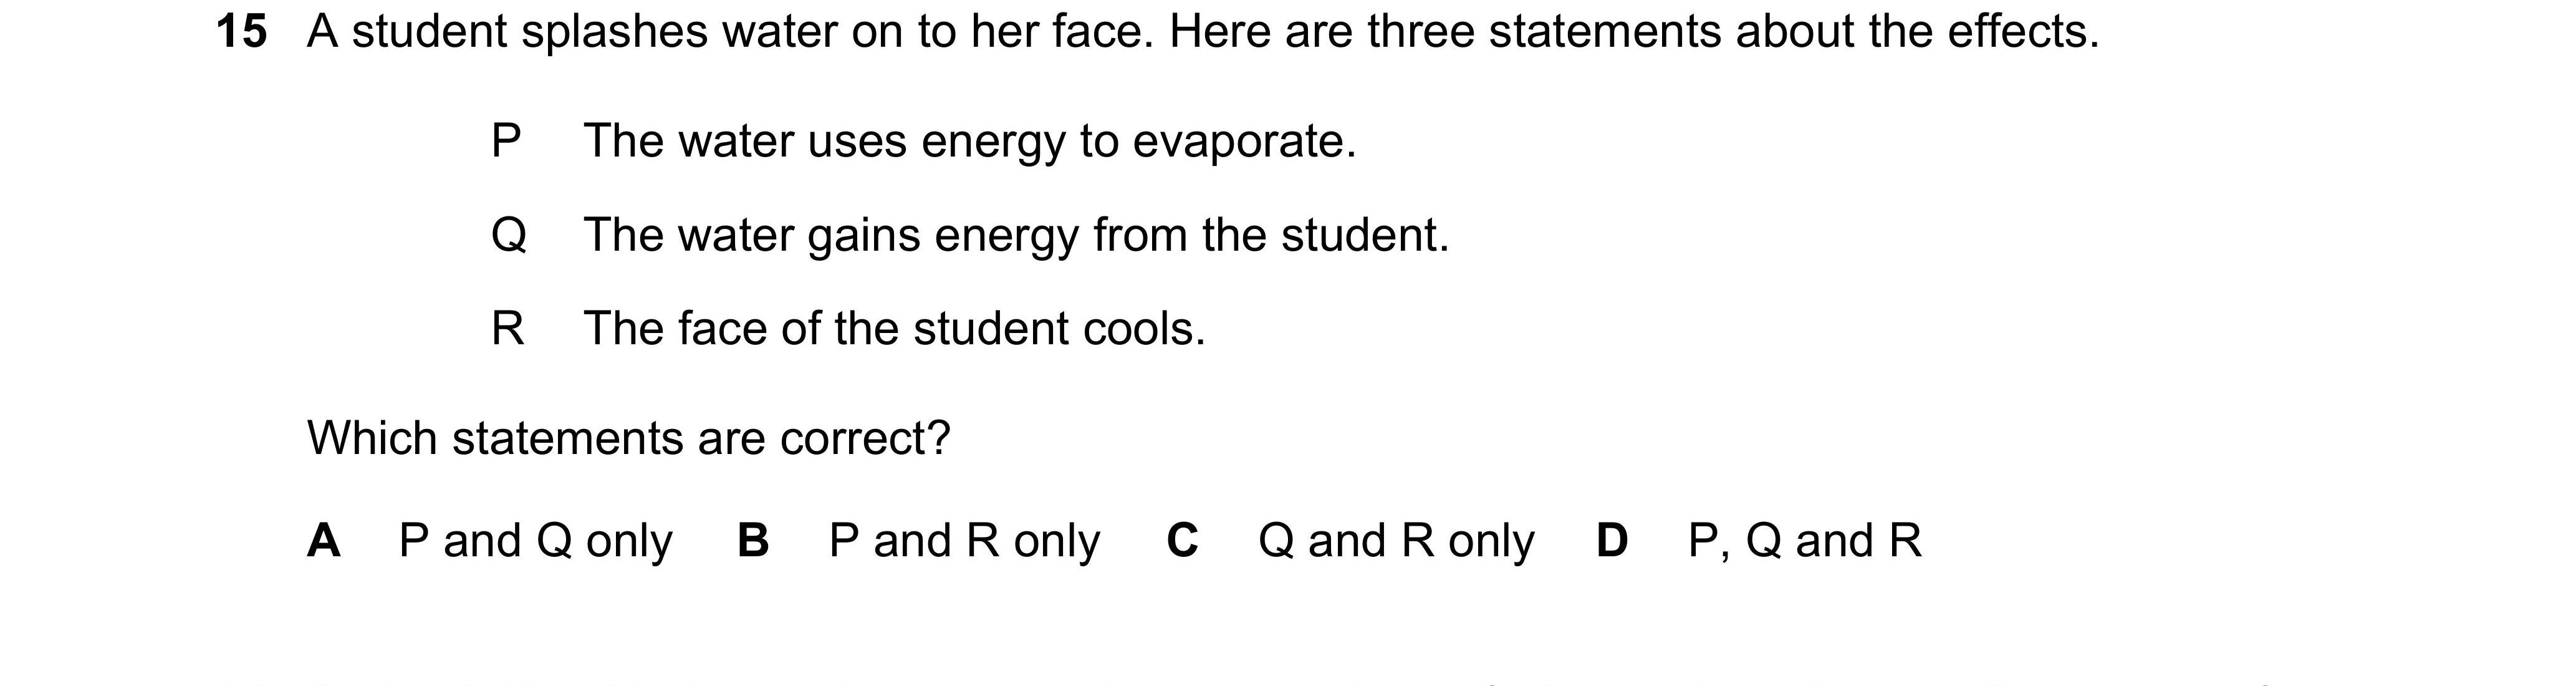 15 A student splashes water on to her face. Here are three statements about the effects.
P The water uses energy to evaporate.
Q The water gains energy from the student.
R The face of the student cools.
Which statements are correct?
A P and Q only B P and R only C Q and R only D P, Q and R